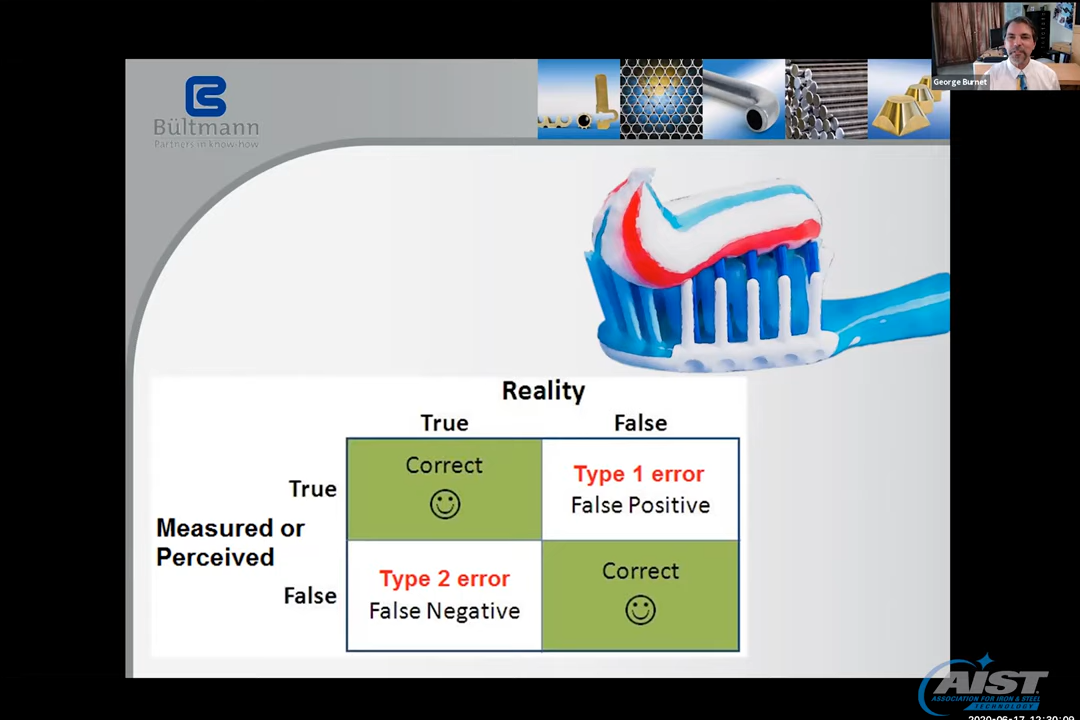 George Burnet
Bültmann
Partners in know-how
Reality
True
False
Correct
Type 1 error
True
False Positive
Measured or
Perceived
Type 2 error
Correct
False
False Negative
AIST
ASSOCIATION FOR IRON & STEEL
TECHNOLOGY
2020-06-17 12:30:09